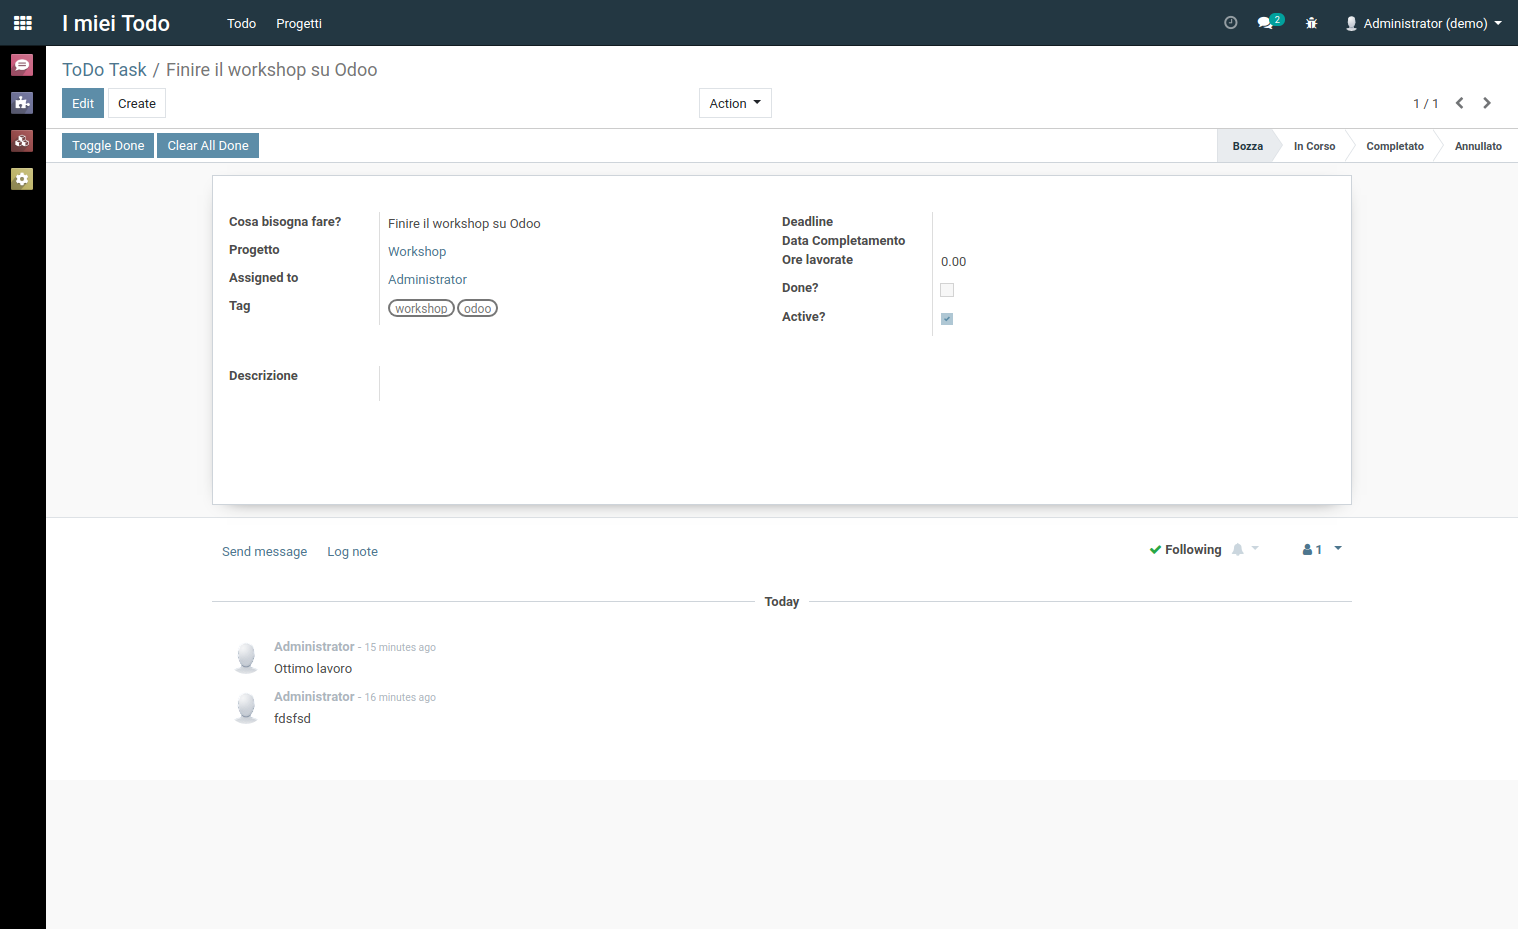 I miei Todo Todo Progetti 2 Administrator (demo)
ToDo Task / Finire il workshop su Odoo
Edit Create Action 1 / 1
Toggle Done Clear All Done Bozza In Corso Completato Annullato
Cosa bisogna fare? Finire il workshop su Odoo
Progetto Workshop
Assigned to Administrator
Tag workshop odoo
Deadline
Data Completamento
Ore lavorate 0.00
Done?
Active?
Descrizione
Send message Log note Following 1
Today
Administrator - 15 minutes ago
Ottimo lavoro
Administrator - 16 minutes ago
fdsfsd